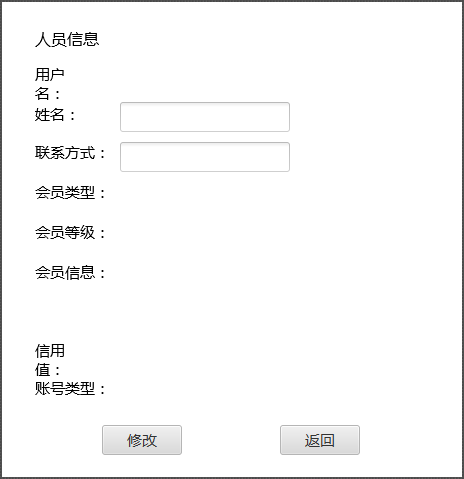 人员信息
用户
名：
姓名：
联系方式：
会员类型：
会员等级：
会员信息：
信用
值：
账号类型：
修改 返回